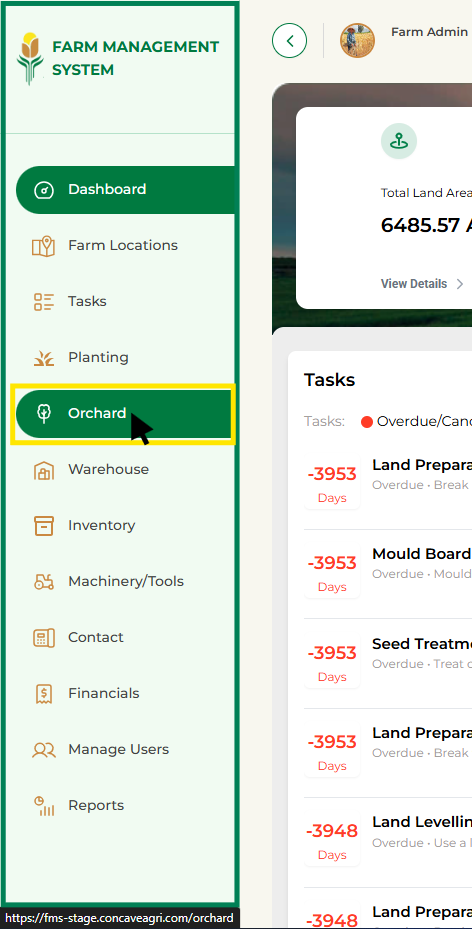 FARM MANAGEMENT
SYSTEM
Dashboard
Farm Locations
Tasks
Planting
Orchard
Warehouse
Inventory
Machinery/Tools
Contact
Financials
Manage Users
Reports
https://fms-stage.concaveagri.com/orchard
Farm Admin
Total Land Area
6485.57 A
View Details
Tasks
Tasks: Overdue/Canc
-3953 Days
Land Prepara
Overdue • Break
-3953 Days
Mould Board
Overdue • Mould
-3953 Days
Seed Treatme
Overdue • Treat c
-3953 Days
Land Prepara
Overdue • Break
-3948 Days
Land Levellin
Overdue • Use a l
-3948
Land Prepara